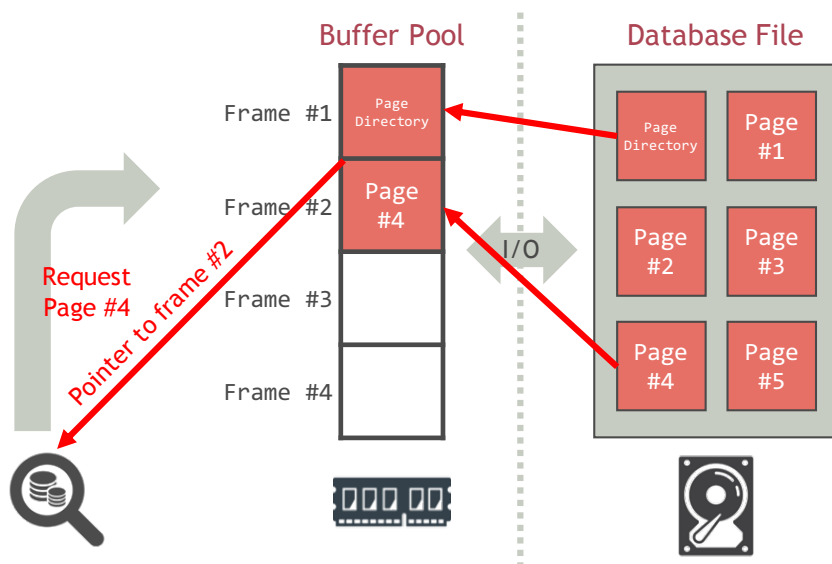 Buffer Pool
Database File
Frame #1
Page
Directory
Page
Directory
Page
#1
Frame #2
Page
#4
I/O
Page
#2
Page
#3
Request
Page #4
Pointer to frame #2
Frame #3
Page
#4
Page
#5
Frame #4